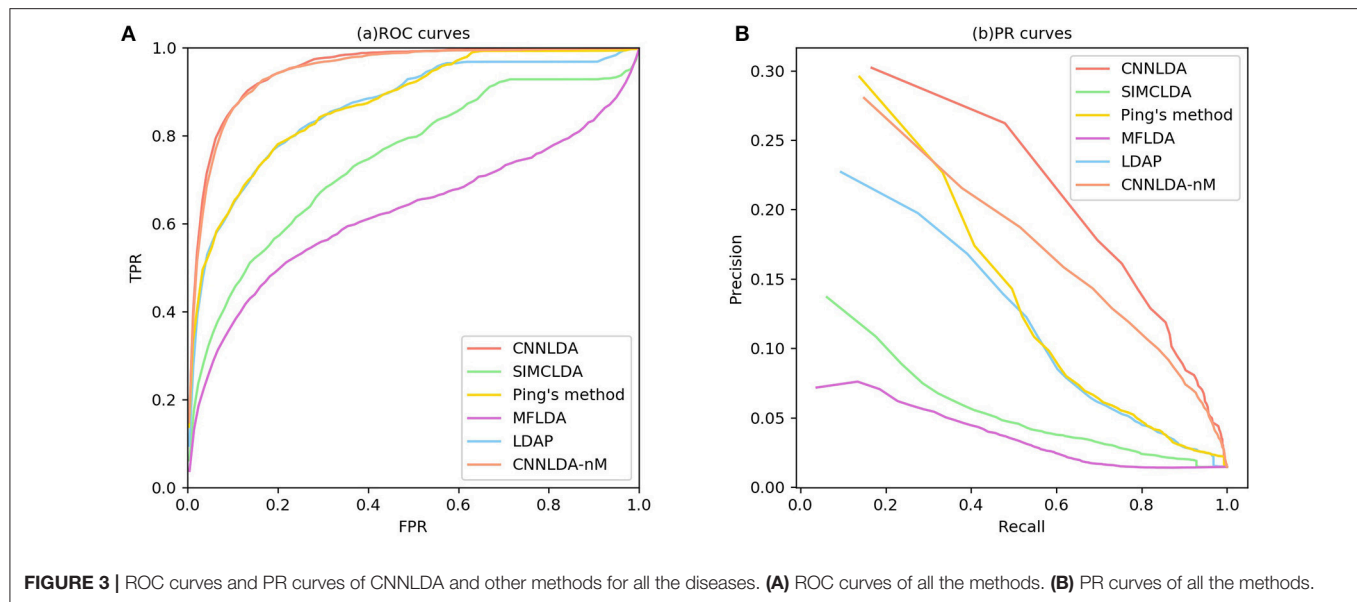 A
(a)ROC curves
1.0
0.8
0.6
0.4
0.2
0.0
TPR
0.0 0.2 0.4 0.6 0.8 1.0
FPR
CNNLDA
SIMCLDA
Ping's method
MFLDA
LDAP
CNNLDA-nM
B
(b)PR curves
0.30
0.25
0.20
0.15
0.10
0.05
0.00
Precision
0.0 0.2 0.4 0.6 0.8 1.0
Recall
CNNLDA
SIMCLDA
Ping's method
MFLDA
LDAP
CNNLDA-nM
FIGURE 3 | ROC curves and PR curves of CNNLDA and other methods for all the diseases. (A) ROC curves of all the methods. (B) PR curves of all the methods.